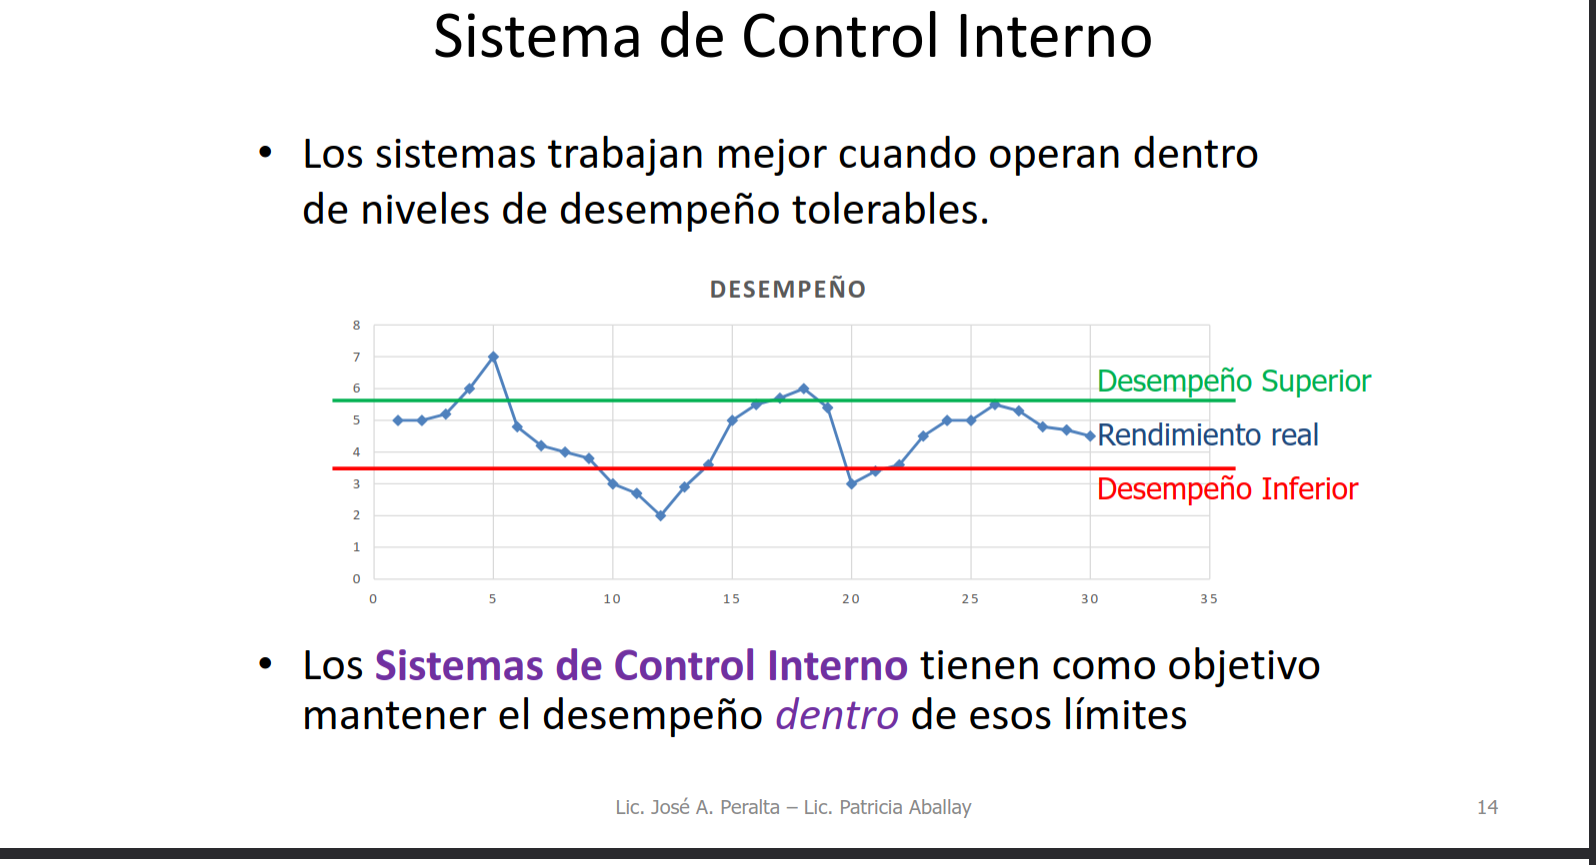 Sistema de Control Interno
• Los sistemas trabajan mejor cuando operan dentro
de niveles de desempeño tolerables.
DESEMPEÑO
8
7
6
5
4
3
2
1
0
0 5 10 15 20 25 30 35
Desempeño Superior
Rendimiento real
Desempeño Inferior
• Los Sistemas de Control Interno tienen como objetivo
mantener el desempeño dentro de esos límites
Lic. José A. Peralta – Lic. Patricia Aballay
14